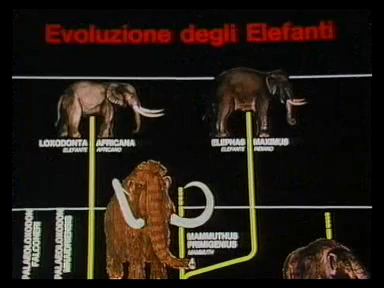 Evoluzione degli Elefanti
LOXODONTA AFRICANA
ELEFANTE AFRICANO
ELEPHAS MAXIMUS
ELEFANTE INDIANO
MAMMUTHUS
PRIMIGENIUS
MAMMUTH
PALAEOLOXODON
FALCONERI
PALAEOLOXODON